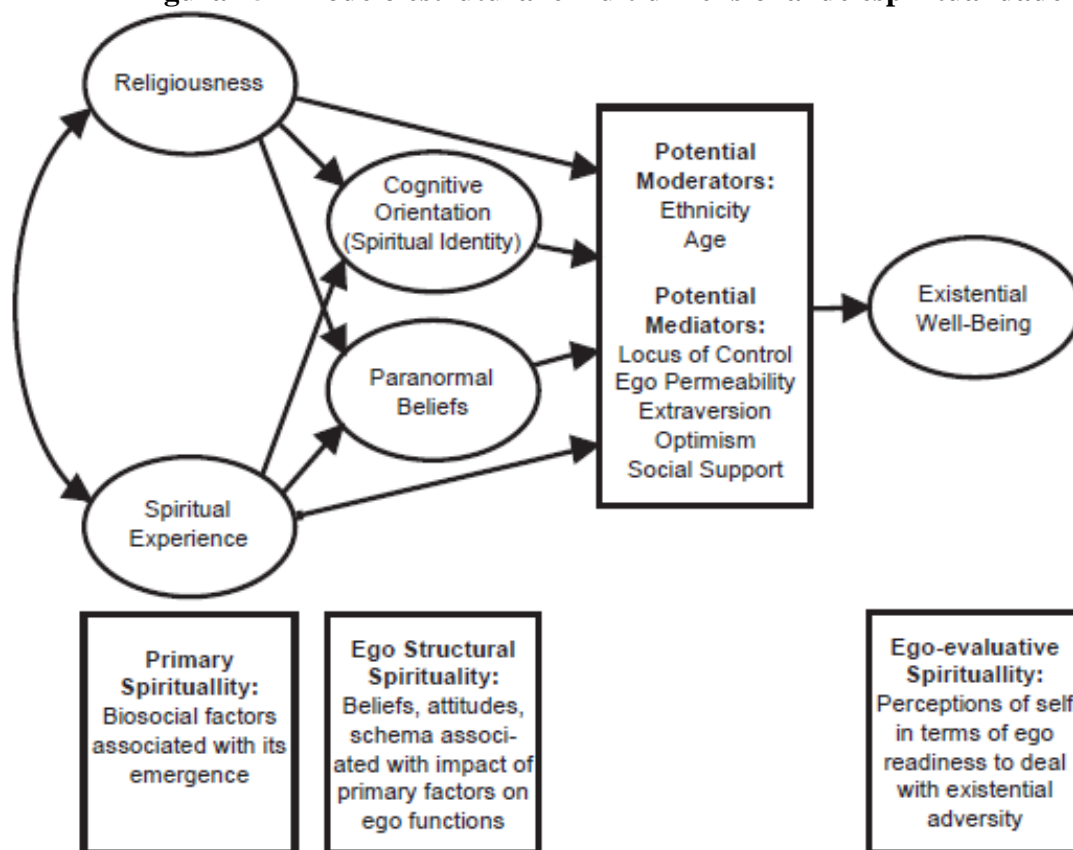 Religiousness
Cognitive
Orientation
(Spiritual Identity)
Paranormal
Beliefs
Spiritual
Experience
Potential
Moderators:
Ethnicity
Age
Potential
Mediators:
Locus of Control
Ego Permeability
Extraversion
Optimism
Social Support
Existential
Well-Being
Primary
Spirituallity:
Biosocial factors
associated with its
emergence
Ego Structural
Spirituality:
Beliefs, attitudes,
schema associ-
ated with impact of
primary factors on
ego functions
Ego-evaluative
Spirituallity:
Perceptions of self
in terms of ego
readiness to deal
with existential
adversity